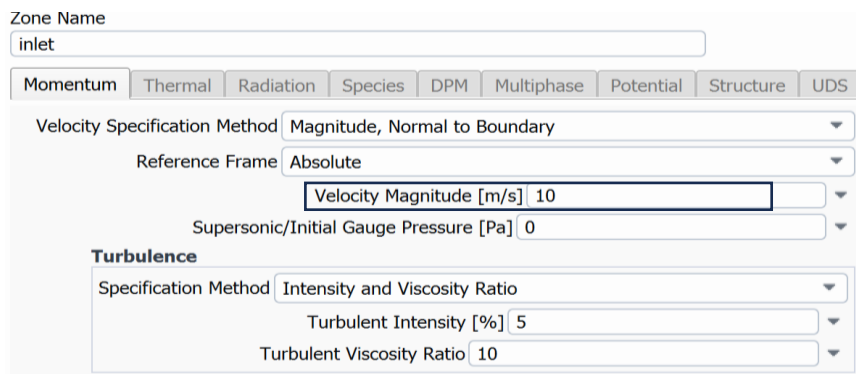 Zone Name
inlet
Momentum Thermal Radiation Species DPM Multiphase Potential Structure UDS
Velocity Specification Method Magnitude, Normal to Boundary
Reference Frame Absolute
Velocity Magnitude [m/s] 10
Supersonic/Initial Gauge Pressure [Pa] 0
Turbulence
Specification Method Intensity and Viscosity Ratio
Turbulent Intensity [%] 5
Turbulent Viscosity Ratio 10